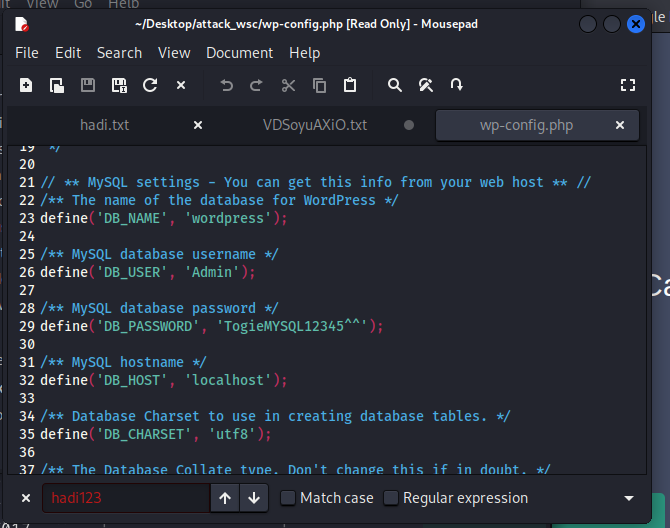 View Go Help
~/Desktop/attack_wsc/wp-config.php [Read Only] - Mousepad
File Edit Search View Document Help
hadi.txt VDSoyuAXiO.txt wp-config.php
19 */
20
21 // ** MySQL settings - You can get this info from your web host ** //
22 /** The name of the database for WordPress */
23 define('DB_NAME', 'wordpress');
24
25 /** MySQL database username */
26 define('DB_USER', 'Admin');
27
28 /** MySQL database password */
29 define('DB_PASSWORD', 'TogieMYSQL12345^^');
30
31 /** MySQL hostname */
32 define('DB_HOST', 'localhost');
33
34 /** Database Charset to use in creating database tables. */
35 define('DB_CHARSET', 'utf8');
36
37 /** The Database Collate type. Don't change this if in doubt. */
hadi123 Match case Regular expression